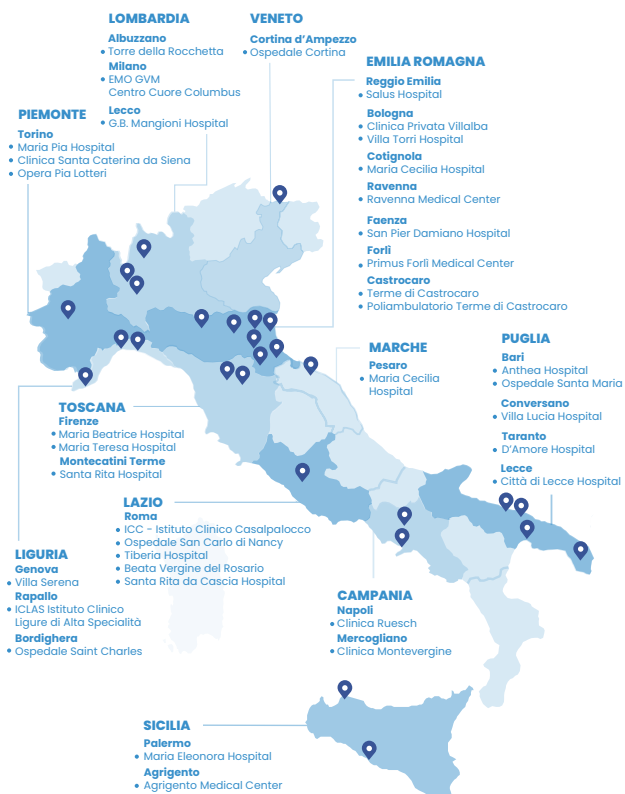 LOMBARDIA
Albuzzano
• Torre della Rocchetta
Milano
• EMO GVM
Centro Cuore Columbus
Lecco
• G.B. Mangioni Hospital
VENETO
Cortina d’Ampezzo
• Ospedale Cortina
EMILIA ROMAGNA
Reggio Emilia
• Salus Hospital
Bologna
• Clinica Privata Villalba
• Villa Torri Hospital
Cotignola
• Maria Cecilia Hospital
Ravenna
• Ravenna Medical Center
Faenza
• San Pier Damiano Hospital
Forlì
• Primus Forlì Medical Center
Castrocaro
• Terme di Castrocaro
• Poliambulatorio Terme di Castrocaro
PIEMONTE
Torino
• Maria Pia Hospital
• Clinica Santa Caterina da Siena
• Opera Pia Lotteri
MARCHE
Pesaro
• Maria Cecilia
Hospital
PUGLIA
Bari
• Anthea Hospital
• Ospedale Santa Maria
Conversano
• Villa Lucia Hospital
Taranto
• D’Amore Hospital
Lecce
• Città di Lecce Hospital
TOSCANA
Firenze
• Maria Beatrice Hospital
• Maria Teresa Hospital
Montecatini Terme
• Santa Rita Hospital
LAZIO
Roma
• ICC - Istituto Clinico Casalpalocco
• Ospedale San Carlo di Nancy
• Tiberia Hospital
• Beata Vergine del Rosario
• Santa Rita da Cascia Hospital
LIGURIA
Genova
• Villa Serena
Rapallo
• ICLAS Istituto Clinico
Ligure di Alta Specialità
Bordighera
• Ospedale Saint Charles
CAMPANIA
Napoli
• Clinica Ruesch
Mercogliano
• Clinica Montevergine
SICILIA
Palermo
• Maria Eleonora Hospital
Agrigento
• Agrigento Medical Center